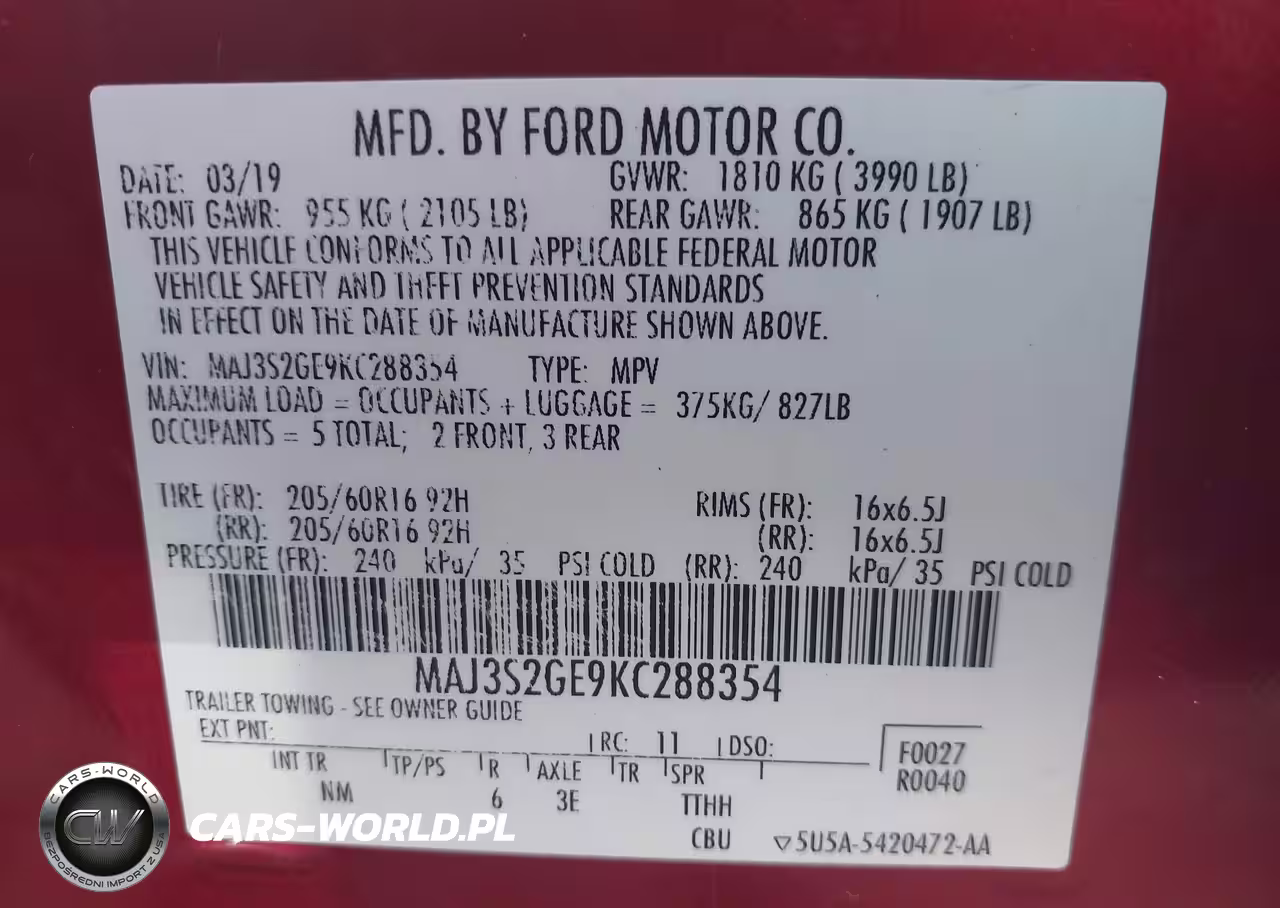 MFD. BY FORD MOTOR CO.
DATE: 03/19 GVWR: 1810 KG ( 3990 LB)
FRONT GAWR: 955 KG ( 2105 LB) REAR GAWR: 865 KG ( 1907 LB)
THIS VEHICLE CONFORMS TO ALL APPLICABLE FEDERAL MOTOR
VEHICLE SAFETY AND THEFT PREVENTION STANDARDS
IN EFFECT ON THE DATE OF MANUFACTURE SHOWN ABOVE.
VIN: MAJ3S2GE9KC288354 TYPE: MPV
MAXIMUM LOAD = OCCUPANTS + LUGGAGE = 375KG/ 827LB
OCCUPANTS = 5 TOTAL; 2 FRONT, 3 REAR
TIRE (FR): 205/60R16 92H RIMS (FR): 16x6.5J
(RR): 205/60R16 92H (RR): 16x6.5J
PRESSURE (FR): 240 kPa/ 35 PSI COLD (RR): 240 kPa/ 35 PSI COLD
MAJ3S2GE9KC288354
TRAILER TOWING - SEE OWNER GUIDE
EXT PNT: RC: 11 DSO: F0027
INT TR TP/PS R AXLE TR SPR R0040
NM 6 3E TTHH
CBU ▽5U5A-5420472-AA
CARS-WORLD
CW
BEZPOŚREDNI IMPORT Z USA
CARS-WORLD.PL